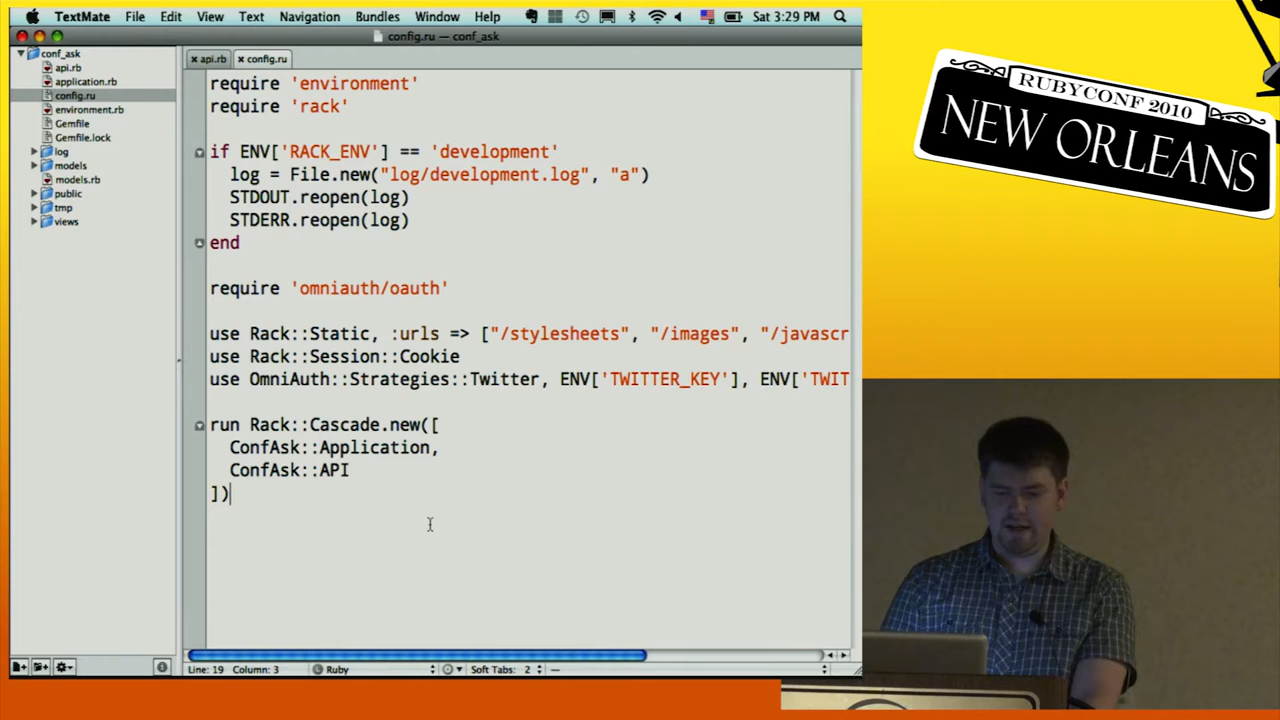 TextMate File Edit View Text Navigation Bundles Window Help Sat 3:29 PM
config.ru — conf_ask
conf_ask
api.rb
application.rb
config.ru
environment.rb
Gemfile
Gemfile.lock
log
models
models.rb
public
tmp
views
api.rb config.ru
require 'environment'
require 'rack'
if ENV['RACK_ENV'] == 'development'
log = File.new("log/development.log", "a")
STDOUT.reopen(log)
STDERR.reopen(log)
end
require 'omniauth/oauth'
use Rack::Static, :urls => ["/stylesheets", "/images", "/javascr
use Rack::Session::Cookie
use OmniAuth::Strategies::Twitter, ENV['TWITTER_KEY'], ENV['TWIT
run Rack::Cascade.new([
ConfAsk::Application,
ConfAsk::API
])
Line: 19 Column: 3 Ruby Soft Tabs: 2 —
RUBYCONF 2010
NEW ORLEANS